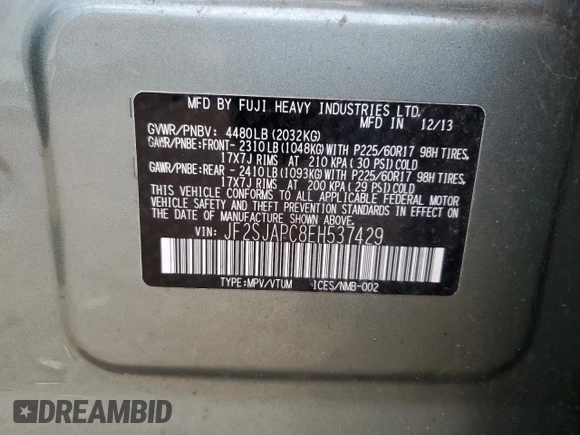 MFD BY FUJI HEAVY INDUSTRIES LTD.
MFD IN 12/13
GVWR/PNBV: 4480LB(2032KG)
GAWR/PNBE:FRONT- 2310LB(1048KG)WITH P225/60R17 98H TIRES,
17X7J RIMS AT 210 KPA(30 PSI)COLD
GAWR/PNBE:REAR - 2410LB(1093KG)WITH P225/60R17 98H TIRES,
17X7J RIMS AT 200 KPA(29 PSI)COLD
THIS VEHICLE CONFORMS TO ALL APPLICABLE FEDERAL MOTOR
VEHICLE SAFETY, BUMPER, AND THEFT PREVENTION STANDARDS
IN EFFECT ON THE DATE OF MANUFACTURE SHOWN ABOVE.
VIN: JF2SJAPC8EH537429
TYPE:MPV/VTUM ICES/NMB-002
DREAMBID